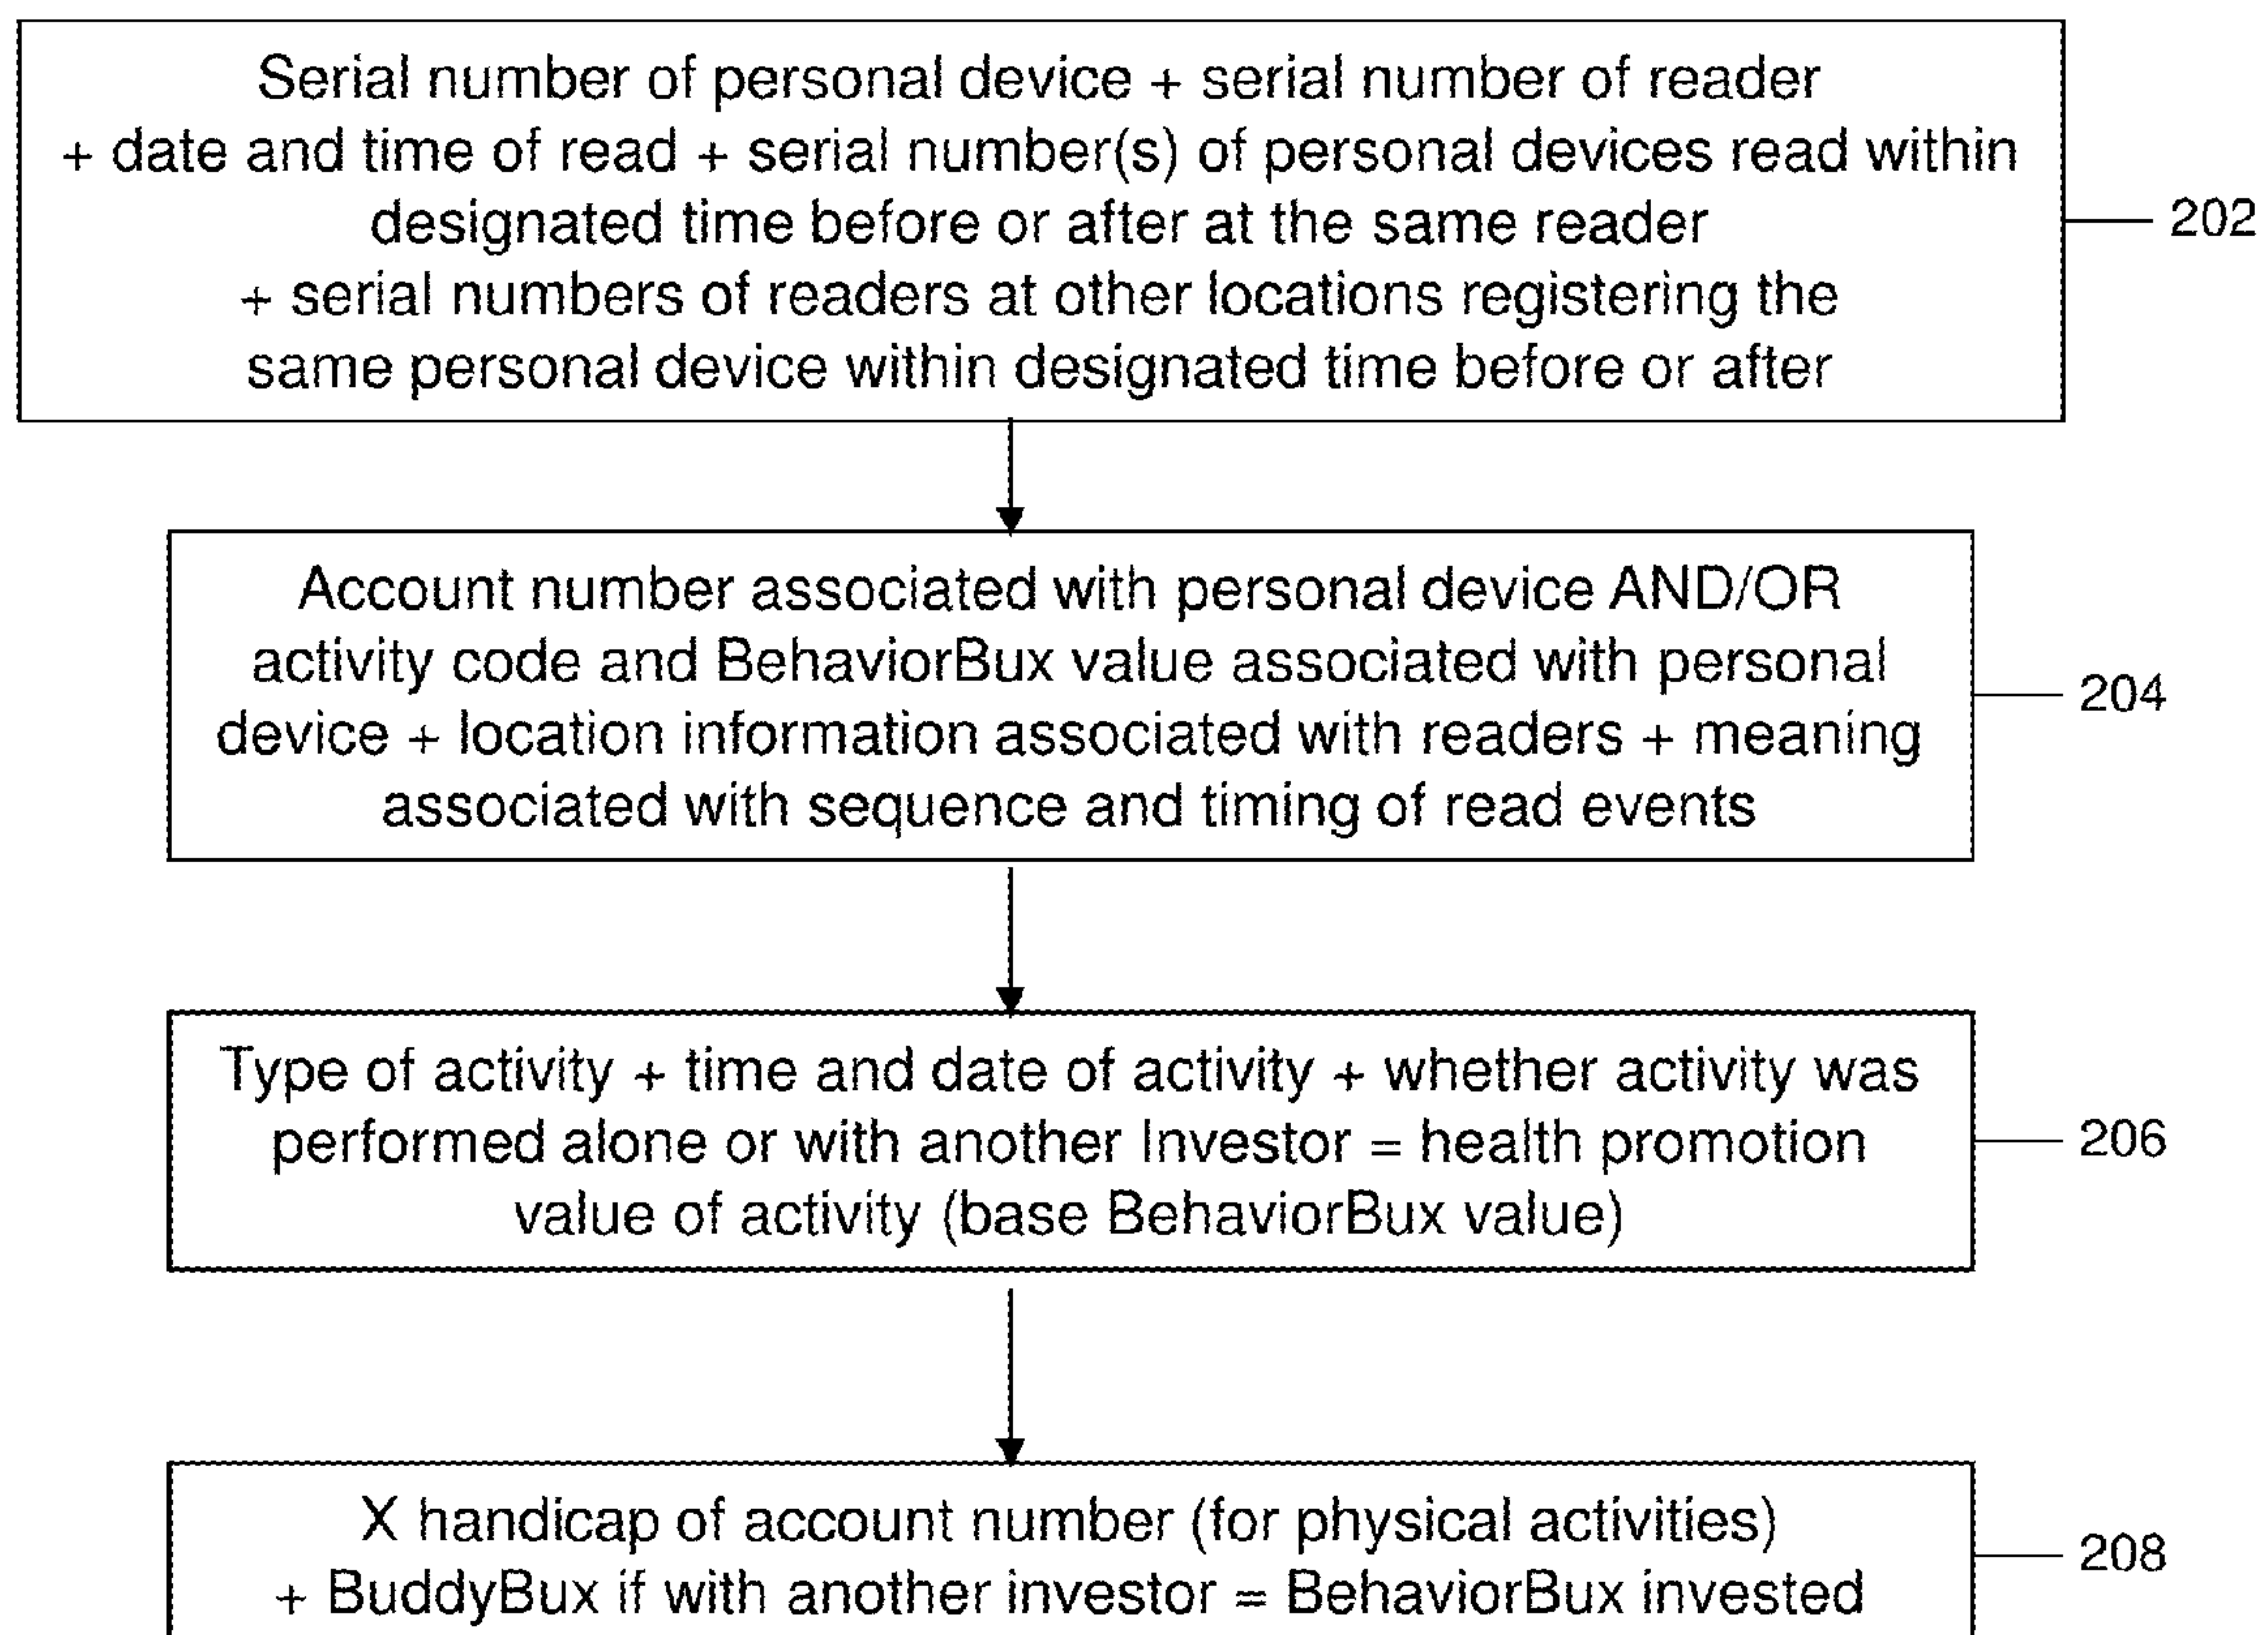 Serial number of personal device + serial number of reader
+ date and time of read + serial number(s) of personal devices read within
designated time before or after at the same reader
+ serial numbers of readers at other locations registering the
same personal device within designated time before or after
202
Account number associated with personal device AND/OR
activity code and BehaviorBux value associated with personal
device + location information associated with readers + meaning
associated with sequence and timing of read events
204
Type of activity + time and date of activity + whether activity was
performed alone or with another Investor = health promotion
value of activity (base BehaviorBux value)
206
X handicap of account number (for physical activities)
+ BuddyBux if with another investor = BehaviorBux invested
208